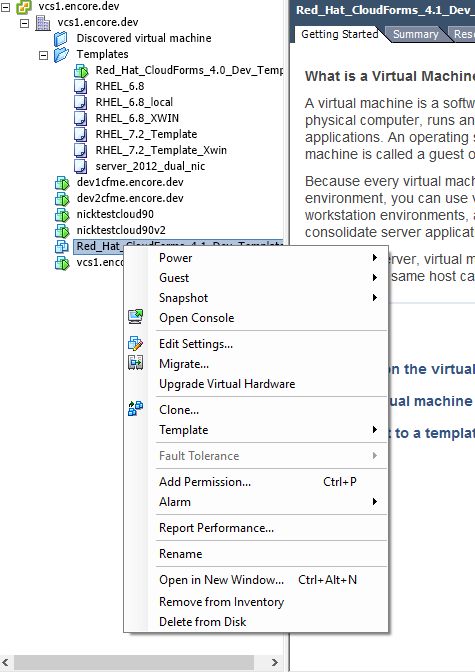 vcs1.encore.dev
vcs1.encore.dev
Discovered virtual machine
Templates
Red_Hat_CloudForms_4.0_Dev_Temp
RHEL_6.8
RHEL_6.8_local
RHEL_6.8_XWIN
RHEL_7.2_Template
RHEL_7.2_Template_Xwin
server_2012_dual_nic
dev1cfme.encore.dev
dev2cfme.encore.dev
nicktestcloud90
nicktestcloud90v2
Red_Hat_CloudForms_4.1_Dev_Template
vcs1.enco
Power
Guest
Snapshot
Open Console
Edit Settings...
Migrate...
Upgrade Virtual Hardware
Clone...
Template
Fault Tolerance
Add Permission... Ctrl+P
Alarm
Report Performance...
Rename
Open in New Window... Ctrl+Alt+N
Remove from Inventory
Delete from Disk
Red_Hat_CloudForms_4.1_Dev_
Getting Started Summary Reso
What is a Virtual Machine
A virtual machine is a softw
physical computer, runs an
applications. An operating s
machine is called a guest o
Because every virtual mach
environment, you can use v
workstation environments, a
consolidate server applicat
erver, virtual m
same host ca
on the virtual
ual machine
t to a templat